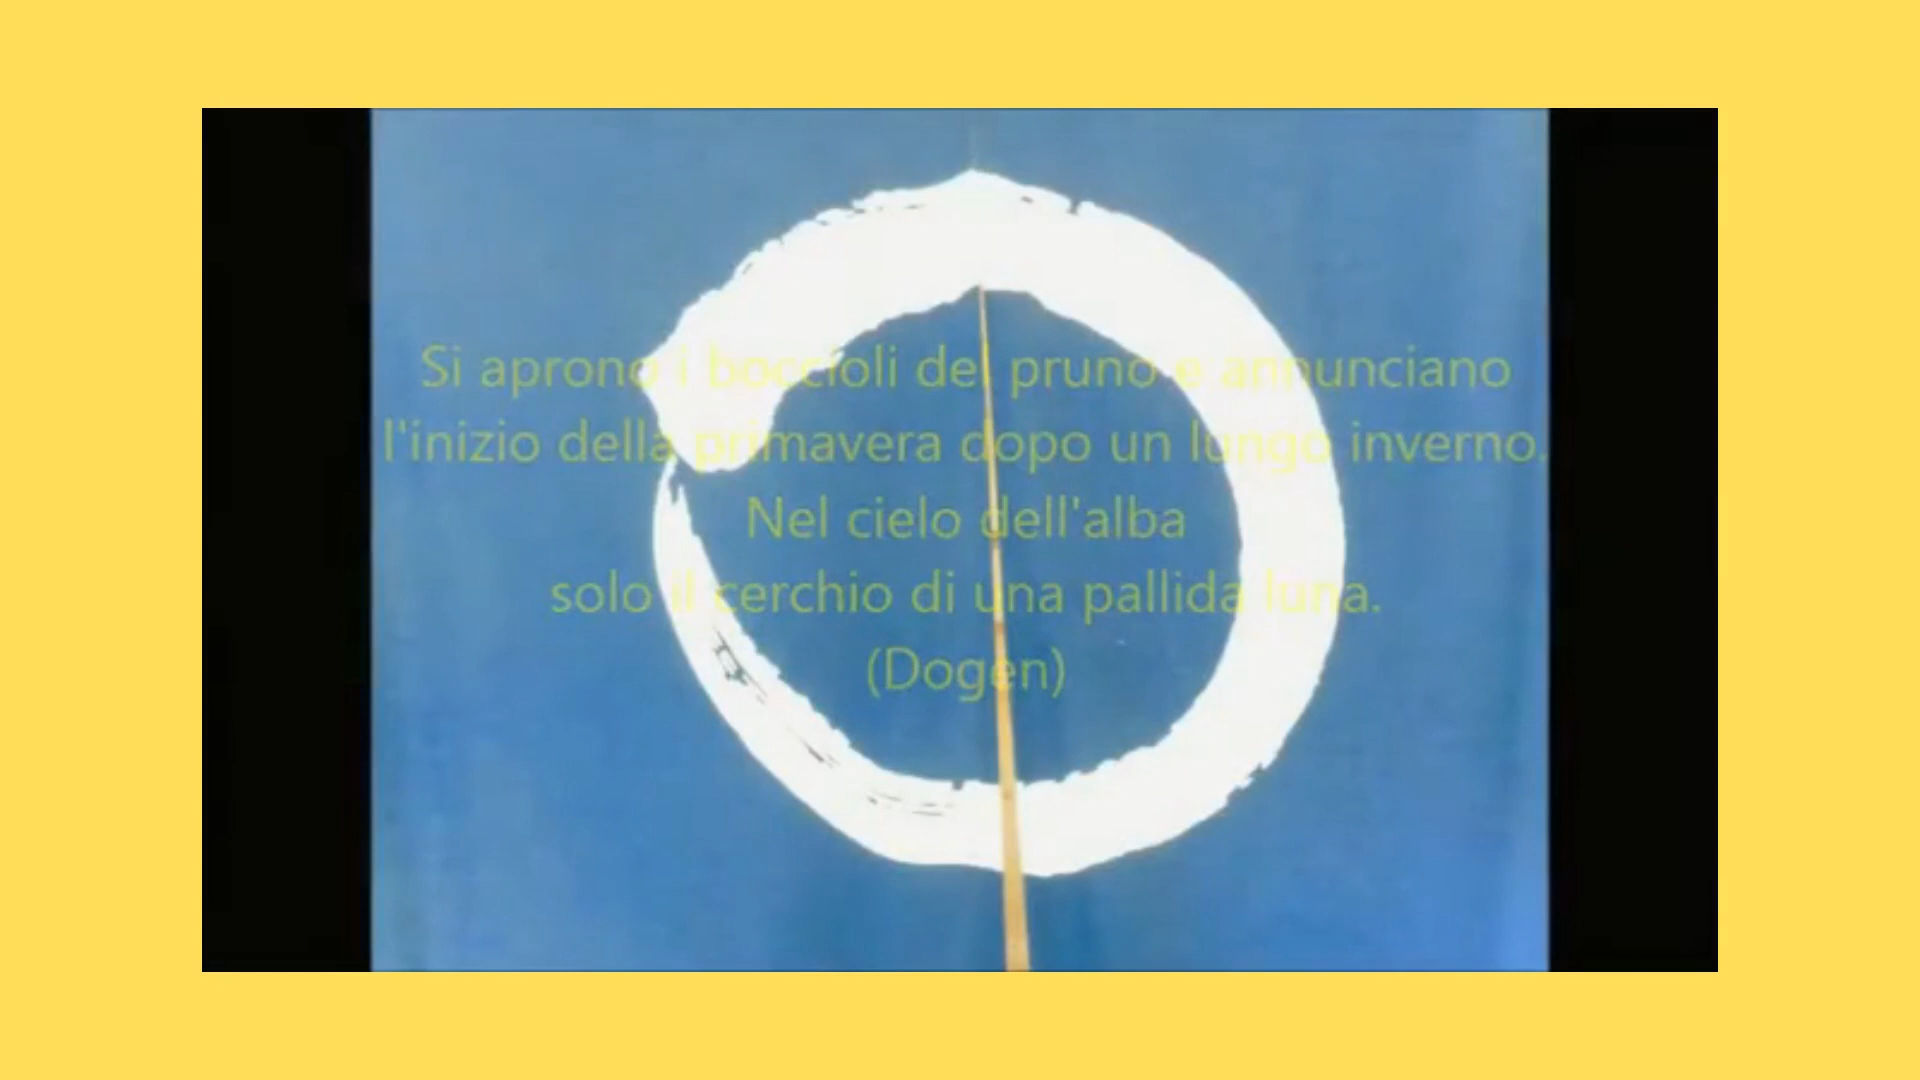 Si aprono i boccioli del pruno e annunciano
l'inizio della primavera dopo un lungo inverno.
Nel cielo dell'alba
solo il cerchio di una pallida luna.
(Dogen)